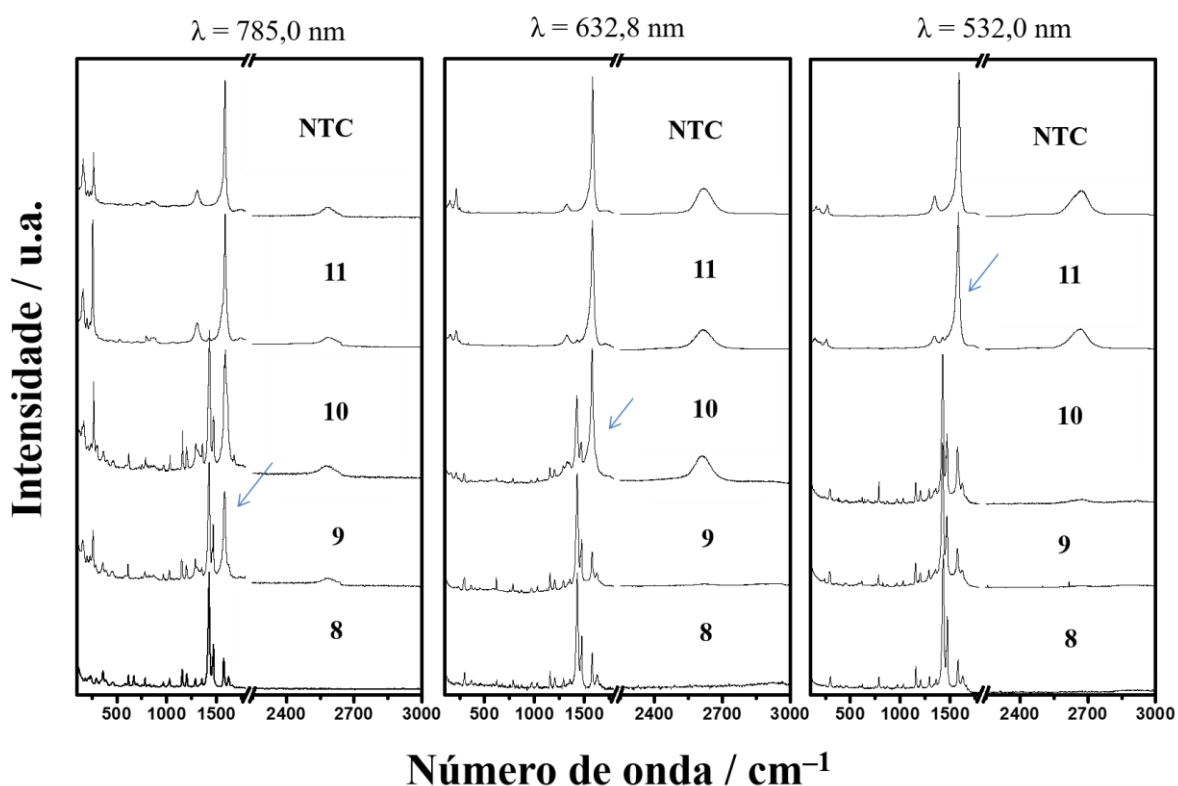 λ = 785,0 nm
λ = 632,8 nm
λ = 532,0 nm
Intensidade / u.a.
NTC
11
10
9
8
NTC
11
10
9
8
NTC
11
10
9
8
500 1000 1500 2400 2700 3000
500 1000 1500 2400 2700 3000
500 1000 1500 2400 2700 3000
Número de onda / cm⁻¹